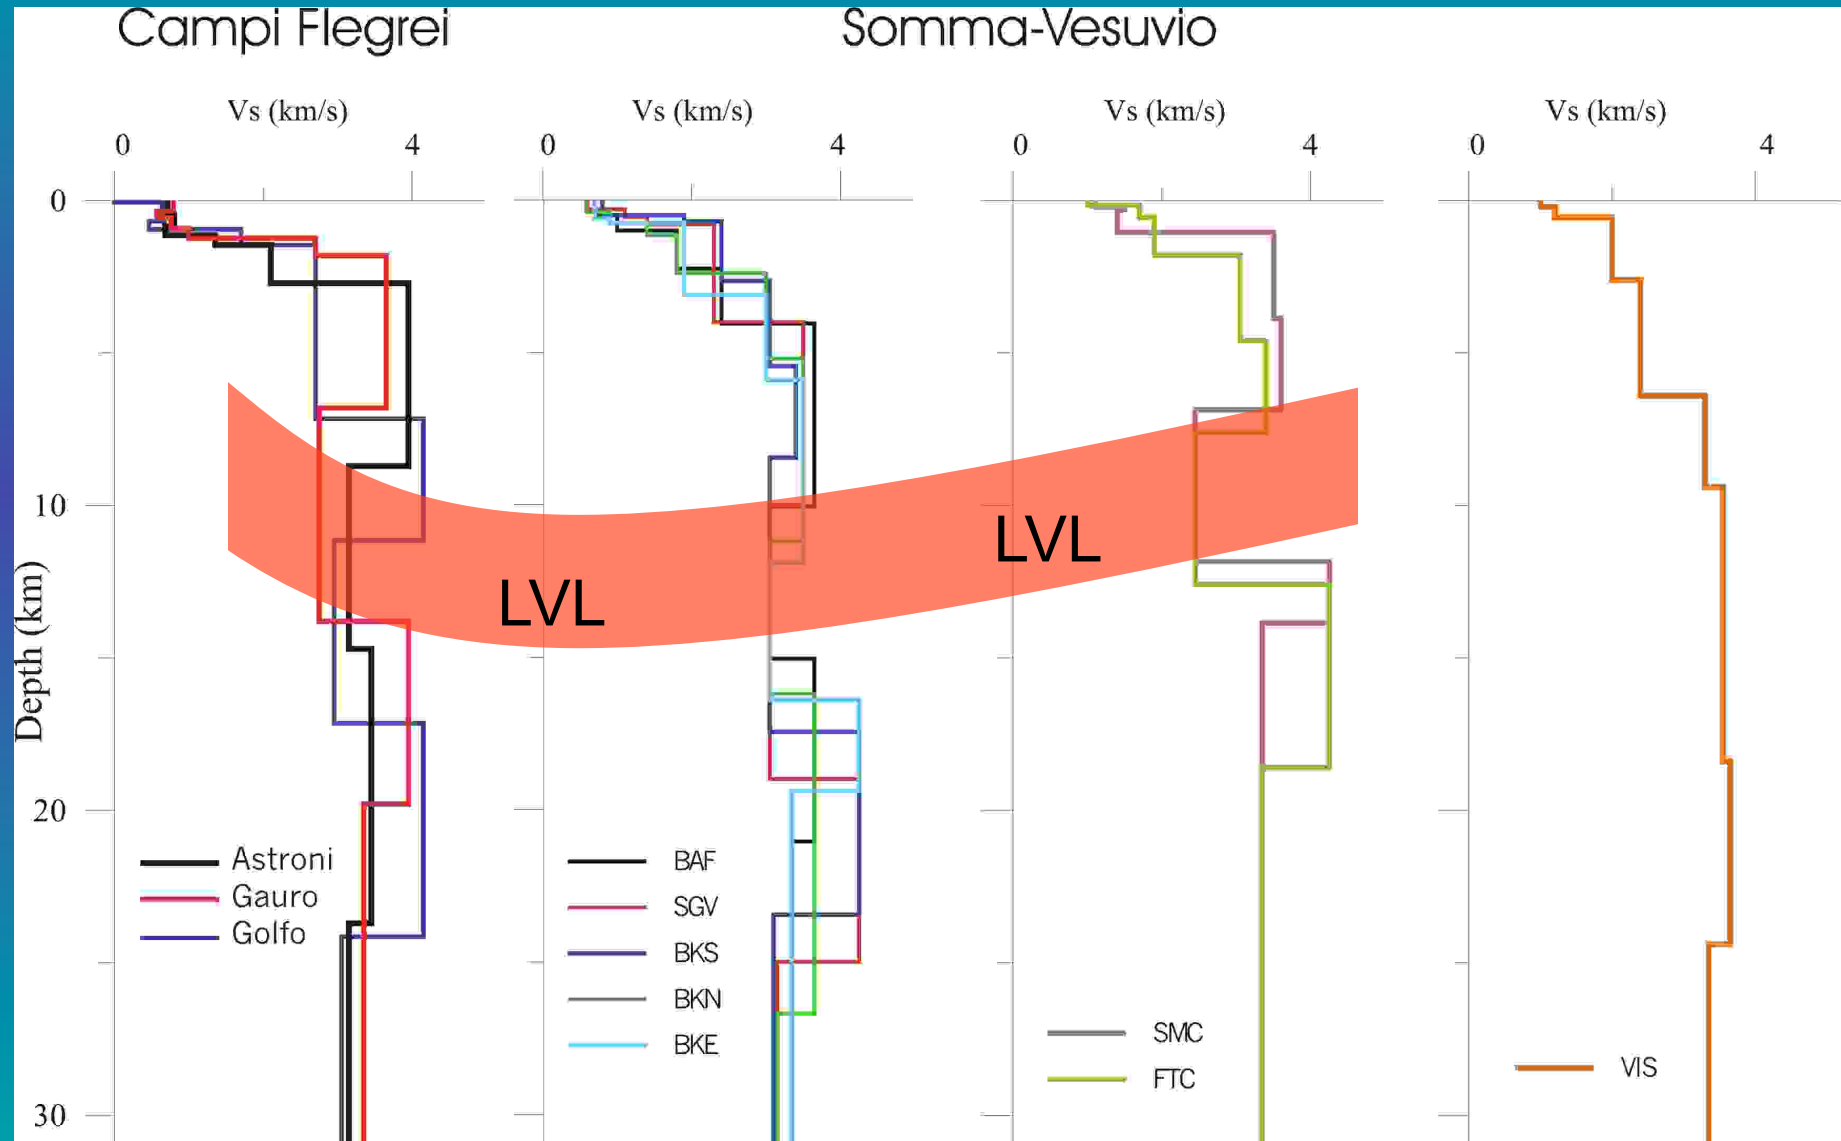 Campi Flegrei
Somma-Vesuvio
Vs (km/s)
Vs (km/s)
Vs (km/s)
Vs (km/s)
0 4
0 4
0 4
0 4
0
10
20
30
Depth (km)
LVL
LVL
Astroni
Gauro
Golfo
BAF
SGV
BKS
BKN
BKE
SMC
FTC
VIS